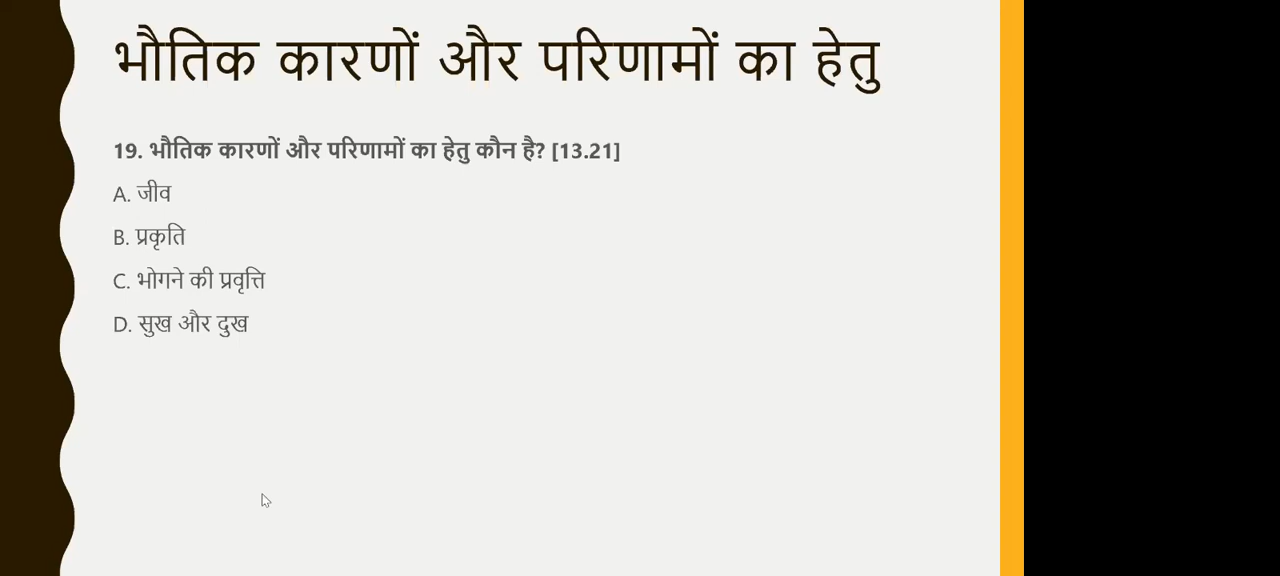 भौतिक कारणों और परिणामों का हेतु
19. भौतिक कारणों और परिणामों का हेतु कौन है? [13.21]
A. जीव
B. प्रकृति
C. भोगने की प्रवृत्ति
D. सुख और दुख